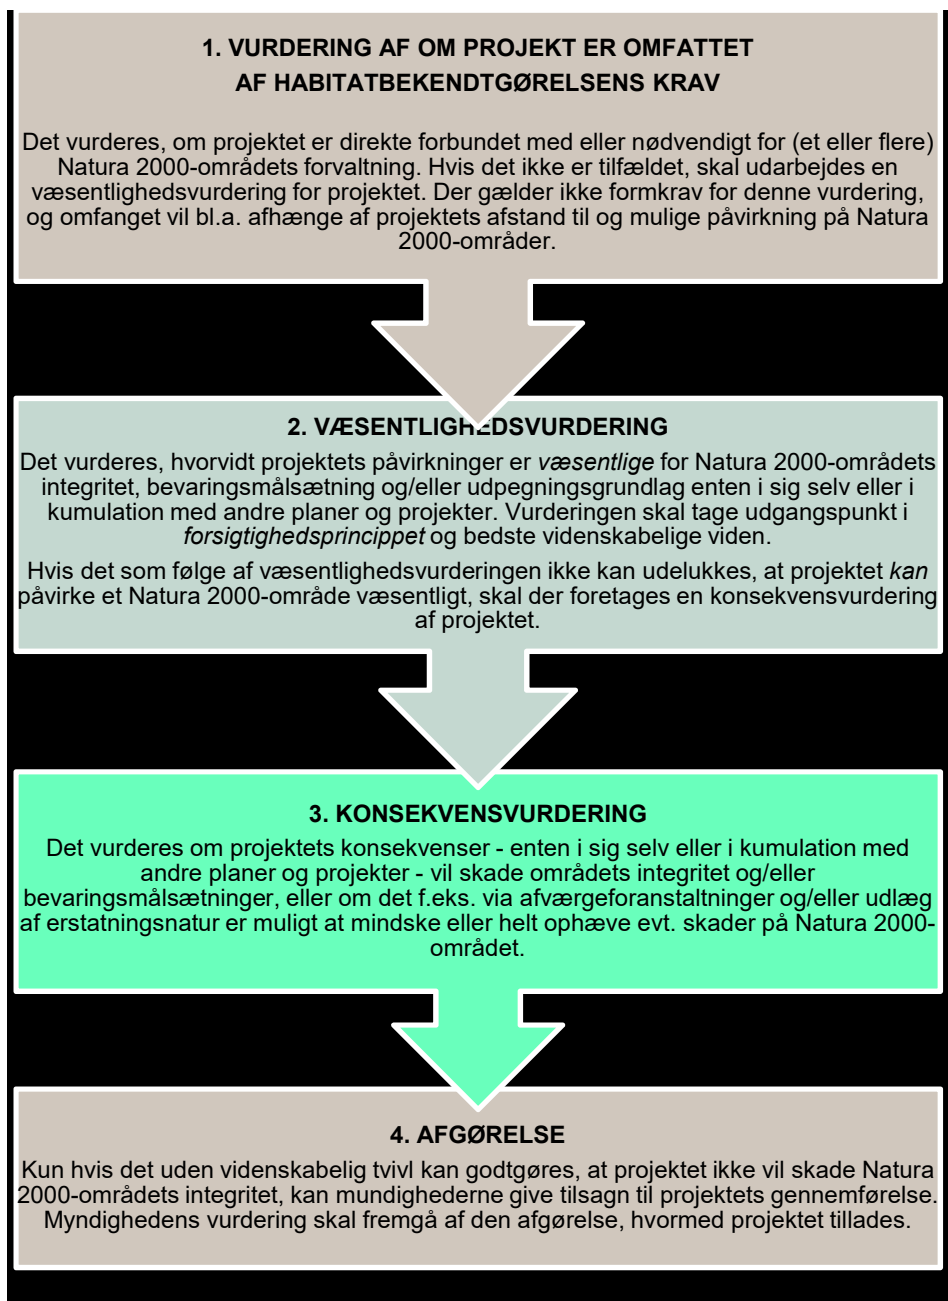 1. VURDERING AF OM PROJEKT ER OMFATTET
AF HABITATBEKENDTGØRELSENS KRAV
Det vurderes, om projektet er direkte forbundet med eller nødvendigt for (et eller flere)
Natura 2000-områdets forvaltning. Hvis det ikke er tilfældet, skal udarbejdes en
væsentlighedsvurdering for projektet. Der gælder ikke formkrav for denne vurdering,
og omfanget vil bl.a. afhænge af projektets afstand til og mulige påvirkning på Natura
2000-områder.
2. VÆSENTLIGHEDSVURDERING
Det vurderes, hvorvidt projektets påvirkninger er væsentlige for Natura 2000-områdets
integritet, bevaringsmålsætning og/eller udpegningsgrundlag enten i sig selv eller i
kumulation med andre planer og projekter. Vurderingen skal tage udgangspunkt i
forsigtighedsprincippet og bedste videnskabelige viden.
Hvis det som følge af væsentlighedsvurderingen ikke kan udelukkes, at projektet kan
påvirke et Natura 2000-område væsentligt, skal der foretages en konsekvensvurdering
af projektet.
3. KONSEKVENSVURDERING
Det vurderes om projektets konsekvenser - enten i sig selv eller i kumulation med
andre planer og projekter - vil skade områdets integritet og/eller
bevaringsmålsætninger, eller om det f.eks. via afværgeforanstaltninger og/eller udlæg
af erstatningsnatur er muligt at mindske eller helt ophæve evt. skader på Natura 2000-
området.
4. AFGØRELSE
Kun hvis det uden videnskabelig tvivl kan godtgøres, at projektet ikke vil skade Natura
2000-områdets integritet, kan mundighederne give tilsagn til projektets gennemførelse.
Myndighedens vurdering skal fremgå af den afgørelse, hvormed projektet tillades.